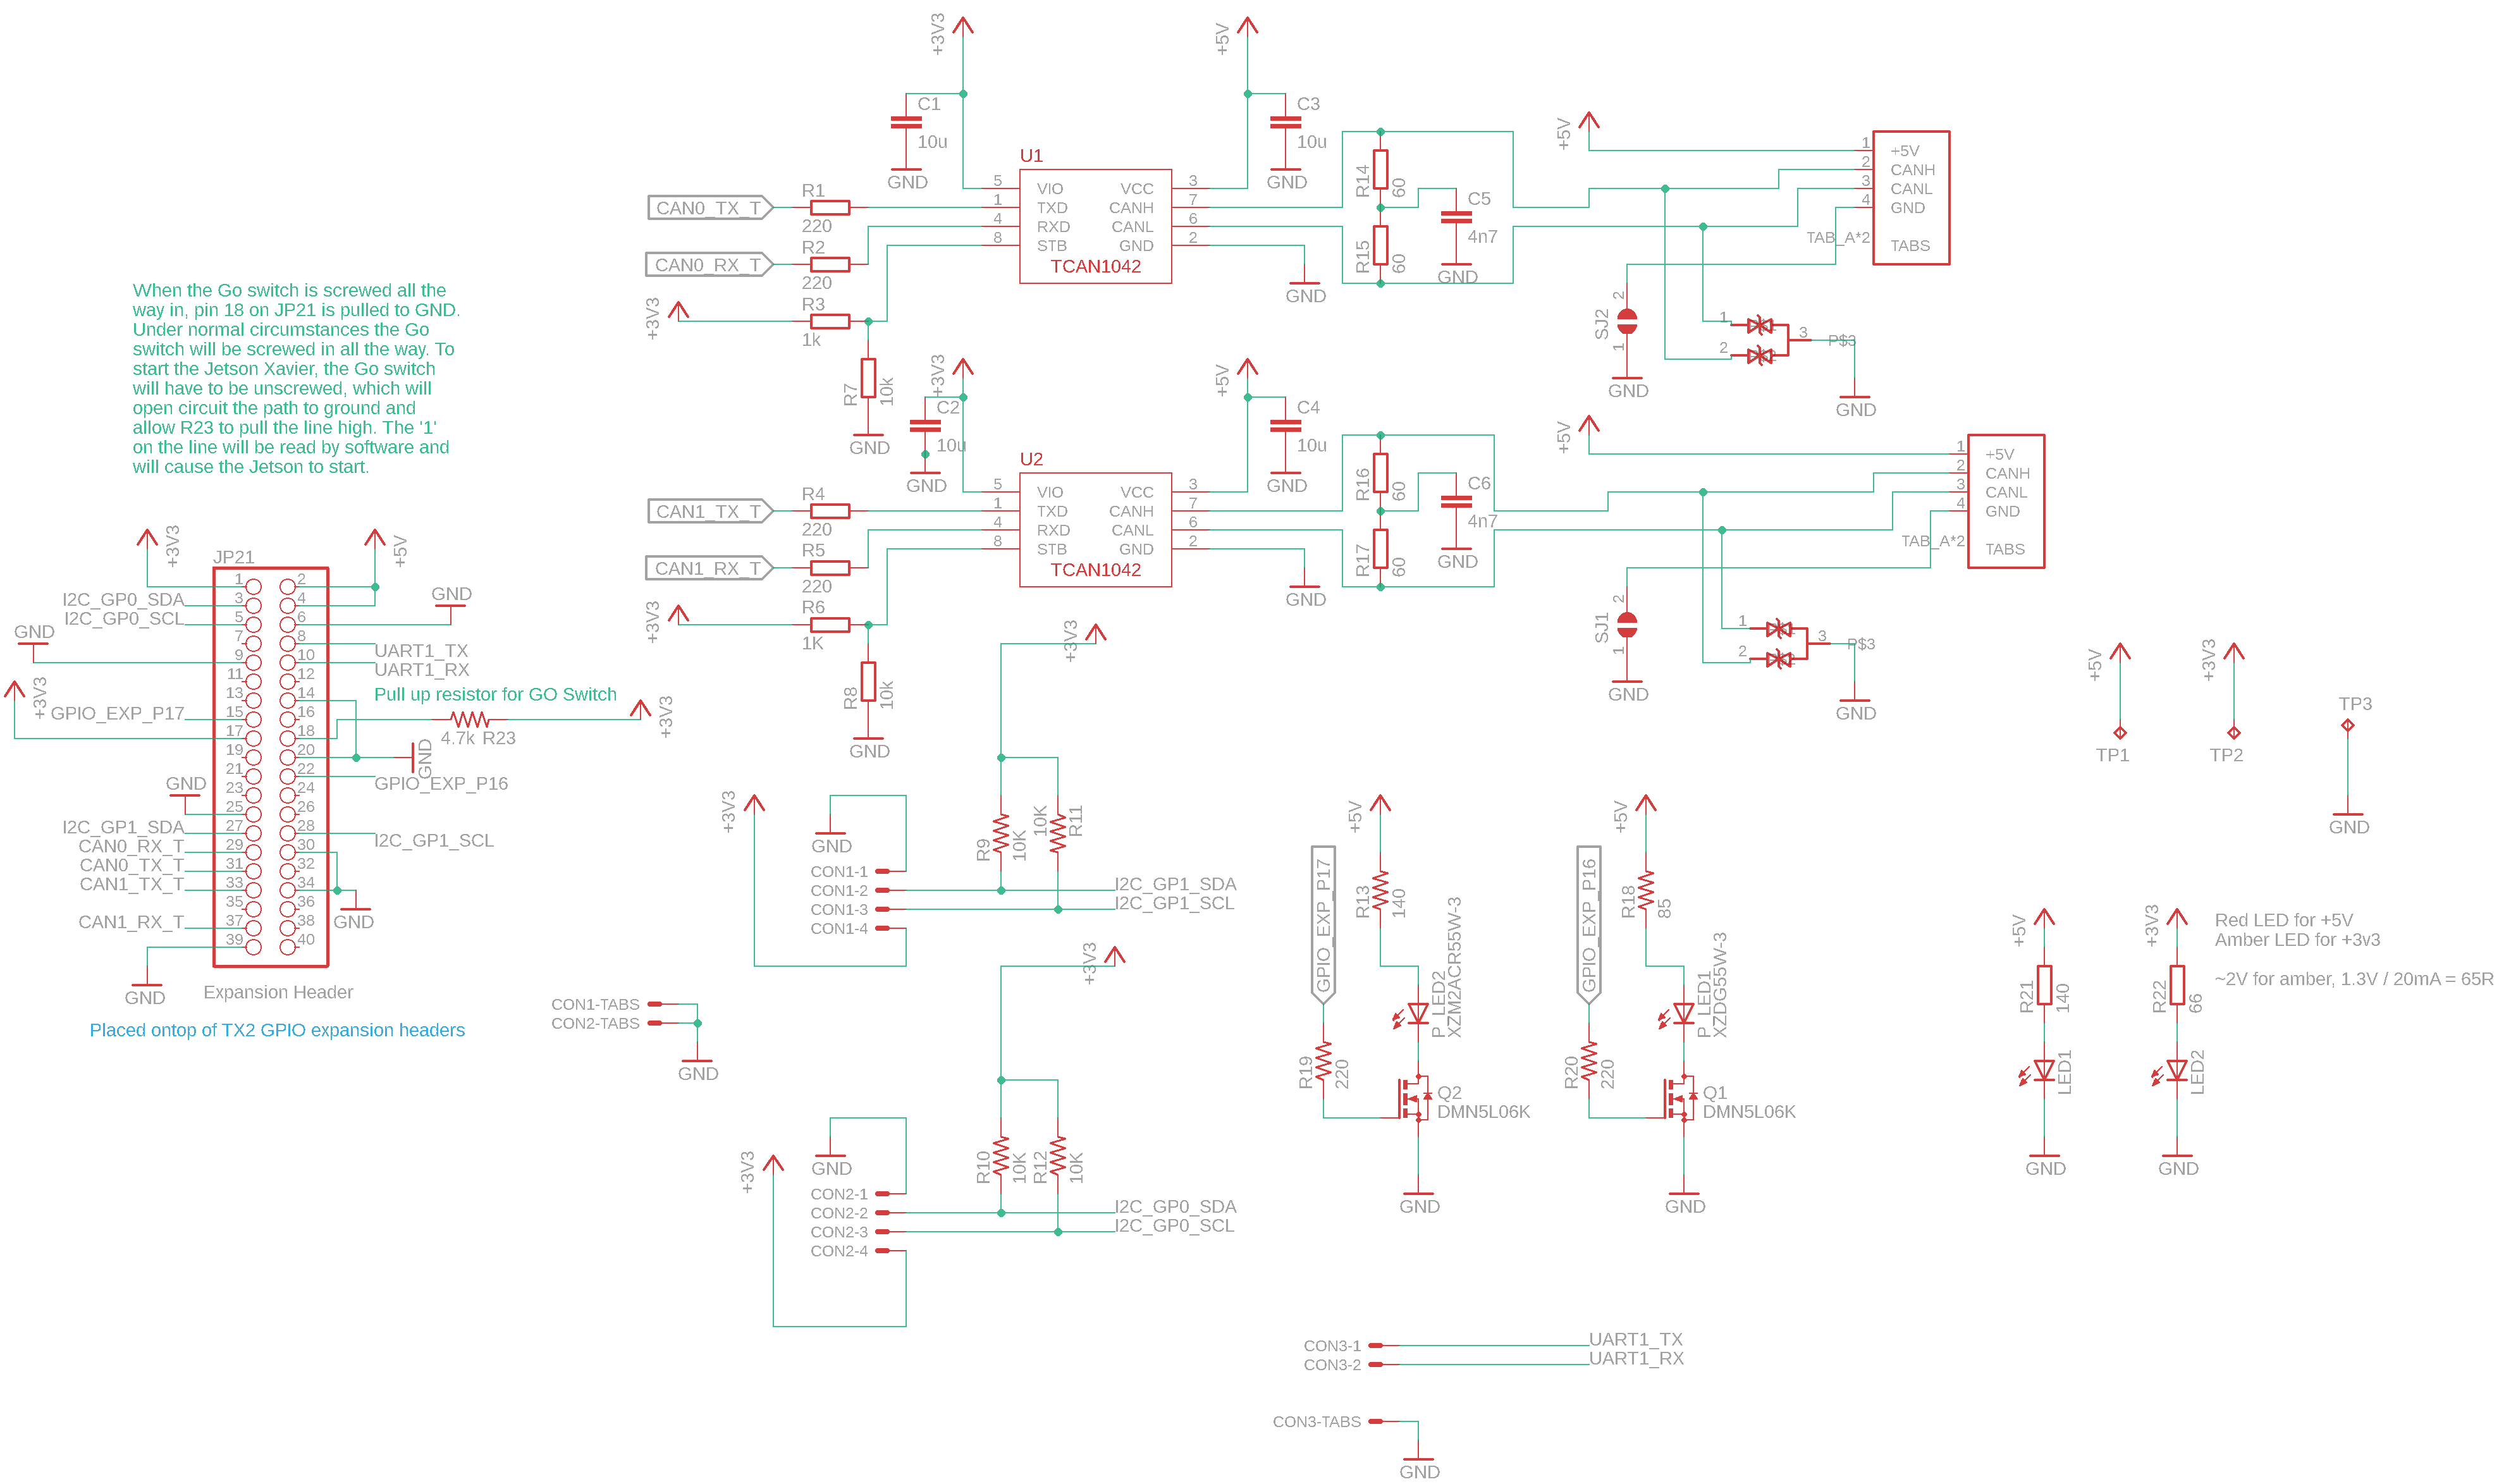 When the Go switch is screwed all the
way in, pin 18 on JP21 is pulled to GND.
Under normal circumstances the Go
switch will be screwed in all the way. To
start the Jetson Xavier, the Go switch
will have to be unscrewed, which will
open circuit the path to ground and
allow R23 to pull the line high. The '1'
on the line will be read by software and
will cause the Jetson to start.
+3V3
+5V
JP21
1 2
I2C_GP0_SDA 3 4
I2C_GP0_SCL 5 6 GND
GND
7 8 UART1_TX
9 10 UART1_RX
11 12
13 14
Pull up resistor for GO Switch
+3V3
GPIO_EXP_P17 15 16
17 18
4.7k R23
+3V3
19 20 GND
21 22 GPIO_EXP_P16
GND
23 24
25 26
I2C_GP1_SDA 27 28 I2C_GP1_SCL
CAN0_RX_T 29 30
CAN0_TX_T 31 32
CAN1_TX_T 33 34
GND
35 36
CAN1_RX_T 37 38
39 40
GND
Expansion Header
Placed ontop of TX2 GPIO expansion headers
+3V3
C1
10u
GND
+5V
C3
10u
GND
CAN0_TX_T
R1
220
CAN0_RX_T
R2
220
+3V3
R3
1k
R7
10k
GND
U1
5 VIO VCC 3
1 TXD CANH 7
4 RXD CANL 6
8 STB GND 2
TCAN1042
GND
R14
60
R15
60
C5
4n7
GND
+5V
1 +5V
2 CANH
3 CANL
4 GND
TAB_A*2 TABS
SJ2
2
1
GND
1
2
3
P$3
GND
+3V3
C2
10u
GND
+5V
C4
10u
GND
CAN1_TX_T
R4
220
CAN1_RX_T
R5
220
+3V3
R6
1K
R8
10k
GND
U2
5 VIO VCC 3
1 TXD CANH 7
4 RXD CANL 6
8 STB GND 2
TCAN1042
GND
R16
60
R17
60
C6
4n7
GND
+5V
1 +5V
2 CANH
3 CANL
4 GND
TAB_A*2 TABS
SJ1
2
1
GND
1
2
3
P$3
GND
+3V3
R9
10K
10K
R11
+3V3
GND
CON1-1
CON1-2 I2C_GP1_SDA
CON1-3 I2C_GP1_SCL
CON1-4
CON1-TABS
CON2-TABS
GND
+3V3
R10
10K
R12
10K
+3V3
GND
CON2-1
CON2-2 I2C_GP0_SDA
CON2-3 I2C_GP0_SCL
CON2-4
+5V
GPIO_EXP_P17
R13
140
P_LED2
XZM2ACR55W-3
R19
220
Q2
DMN5L06K
GND
+5V
GPIO_EXP_P16
R18
85
P_LED1
XZDG55W-3
R20
220
Q1
DMN5L06K
GND
CON3-1 UART1_TX
CON3-2 UART1_RX
CON3-TABS
GND
+5V
TP1
+3V3
TP2
TP3
GND
+5V
R21
140
LED1
GND
+3V3
R22
66
LED2
GND
Red LED for +5V
Amber LED for +3v3
~2V for amber, 1.3V / 20mA = 65R